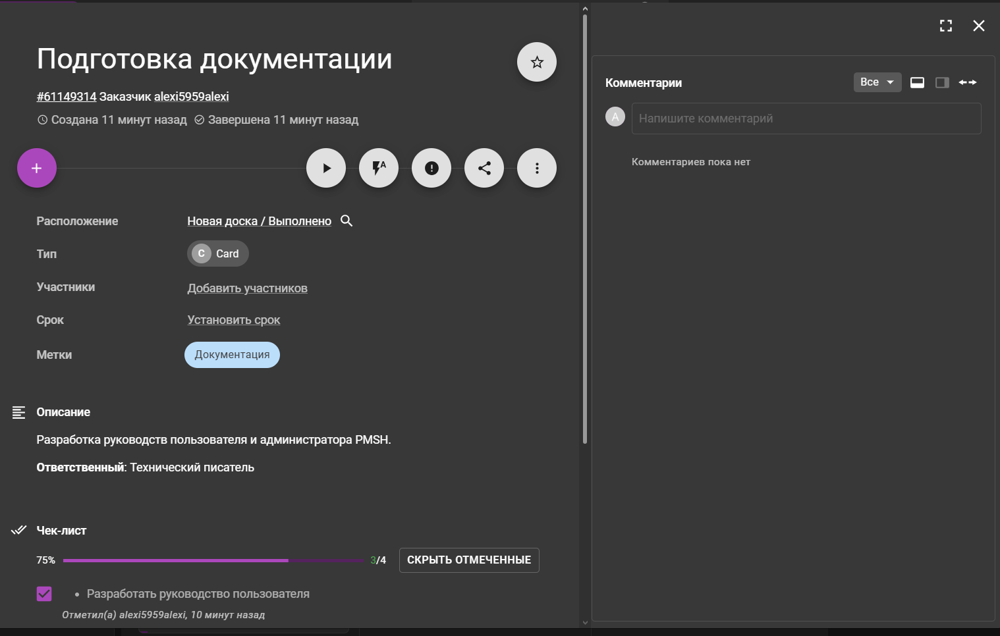 Подготовка документации
#61149314 Заказчик alexi5959alexi
Создана 11 минут назад Завершена 11 минут назад
Расположение Новая доска / Выполнено
Тип C Card
Участники Добавить участников
Срок Установить срок
Метки Документация
Описание
Разработка руководств пользователя и администратора PMSH.
Ответственный: Технический писатель
Чек-лист
75% 3/4 СКРЫТЬ ОТМЕЧЕННЫЕ
• Разработать руководство пользователя
Отметил(а) alexi5959alexi, 10 минут назад
Комментарии Все
A Напишите комментарий
Комментариев пока нет